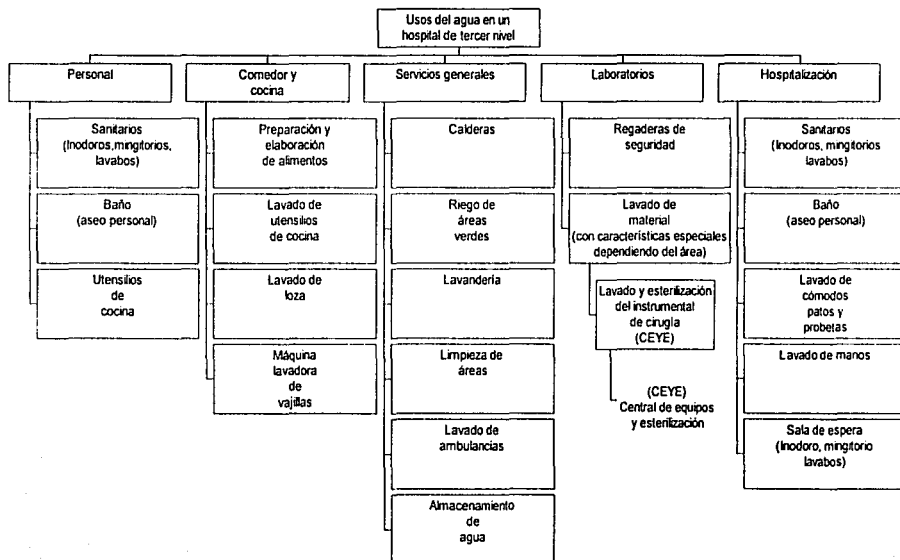 Usos del agua en un
hospital de tercer nivel
Personal
Sanitarios
(Inodoros,mingitorios,
lavabos)
Baño
(aseo personal)
Utensilios
de
cocina
Comedor y
cocina
Preparación y
elaboración
de alimentos
Lavado de
utensilios
de cocina
Lavado de
loza
Máquina
lavadora
de
vajillas
Servicios generales
Calderas
Riego de
áreas
verdes
Lavandería
Limpieza de
áreas
Lavado de
ambulancias
Almacenamiento
de
agua
Laboratorios
Regaderas de
seguridad
Lavado de
material
(con características especiales
dependiendo del área)
Lavado y esterilización
del instrumental
de cirugía
(CEYE)
(CEYE)
Central de equipos
y esterilización
Hospitalización
Sanitarios
(Inodoros, mingitorios
lavabos)
Baño
(aseo personal)
Lavado de
cómodos
patos y
probetas
Lavado de manos
Sala de espera
(Inodoro, mingitorio
lavabos)